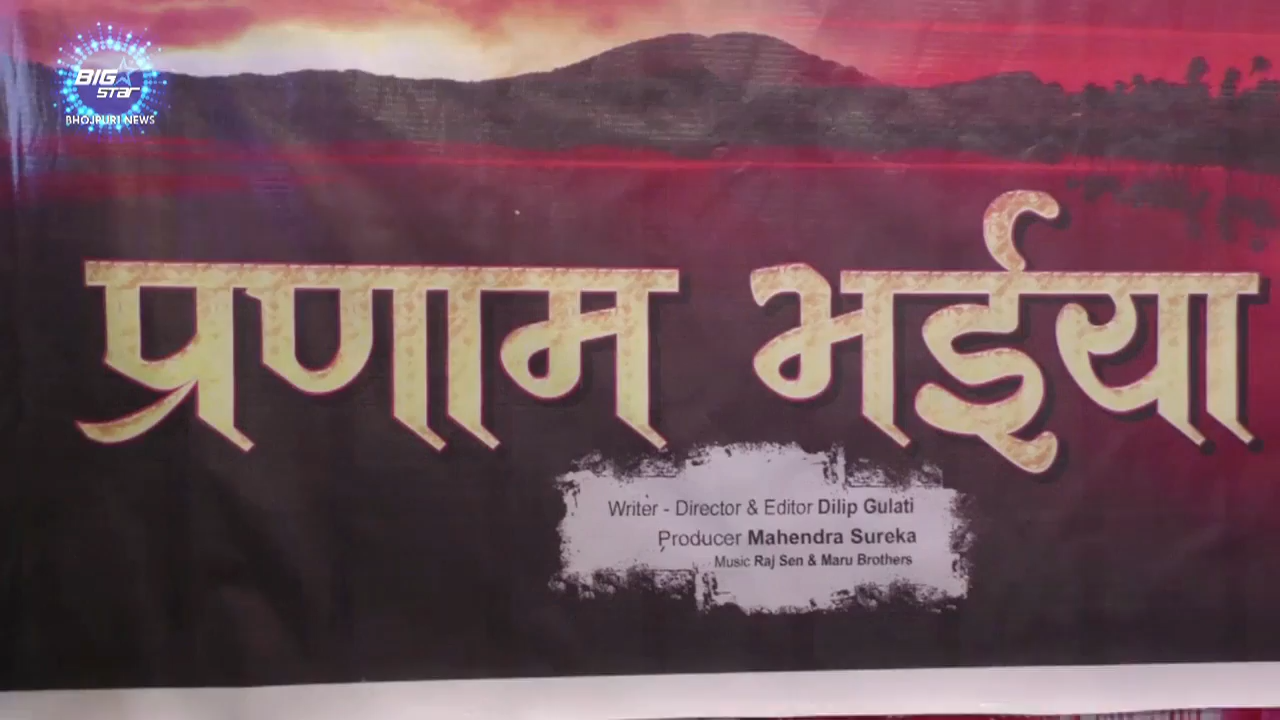 BIG
STAR
BHOJPURI NEWS
प्रणाम भईया
Writer - Director & Editor Dilip Gulati
Producer Mahendra Sureka
Music Raj Sen & Maru Brothers